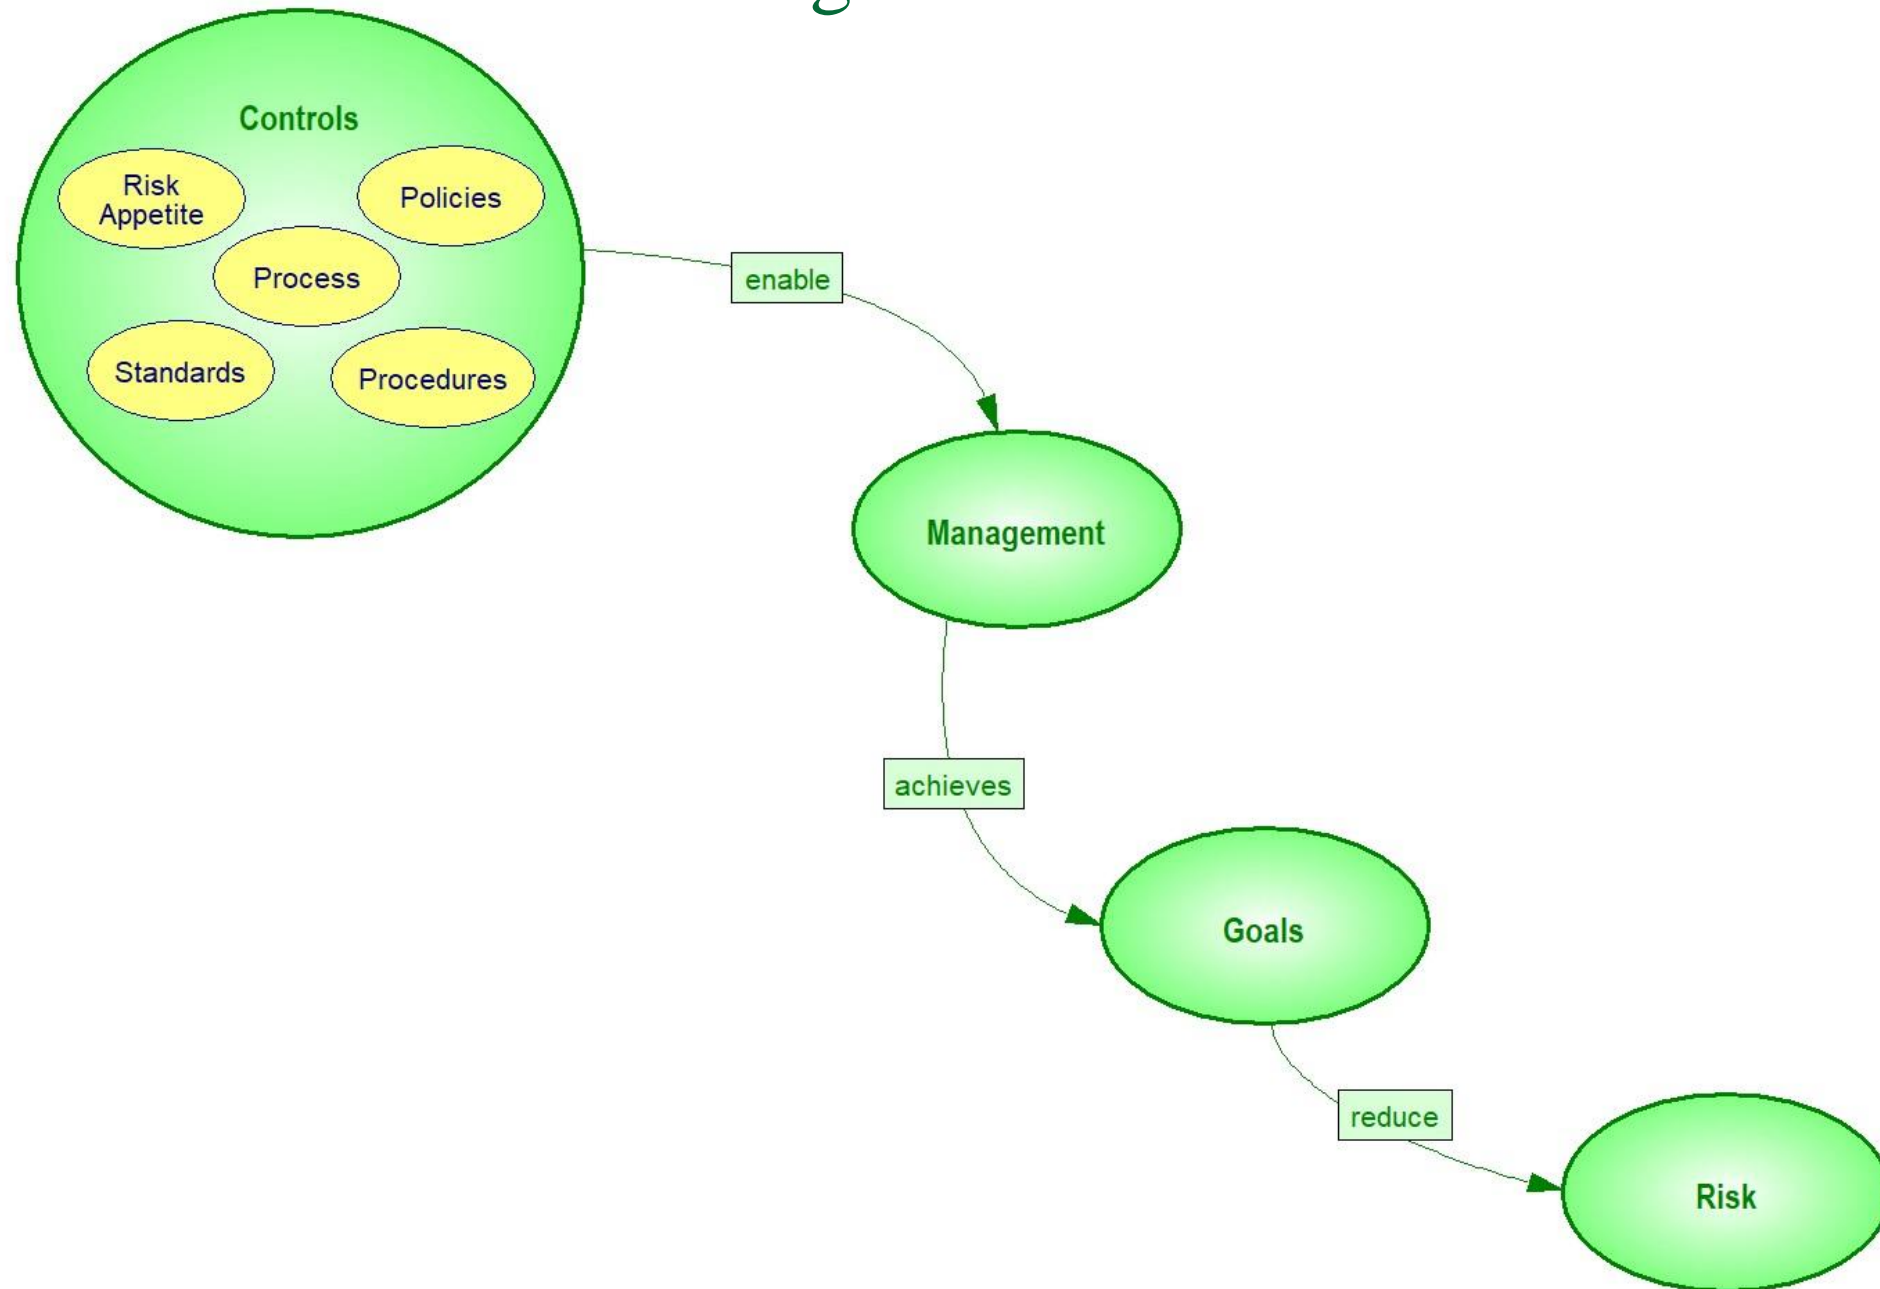 Controls
Risk
Appetite
Policies
Process
Standards
Procedures
enable
Management
achieves
Goals
reduce
Risk